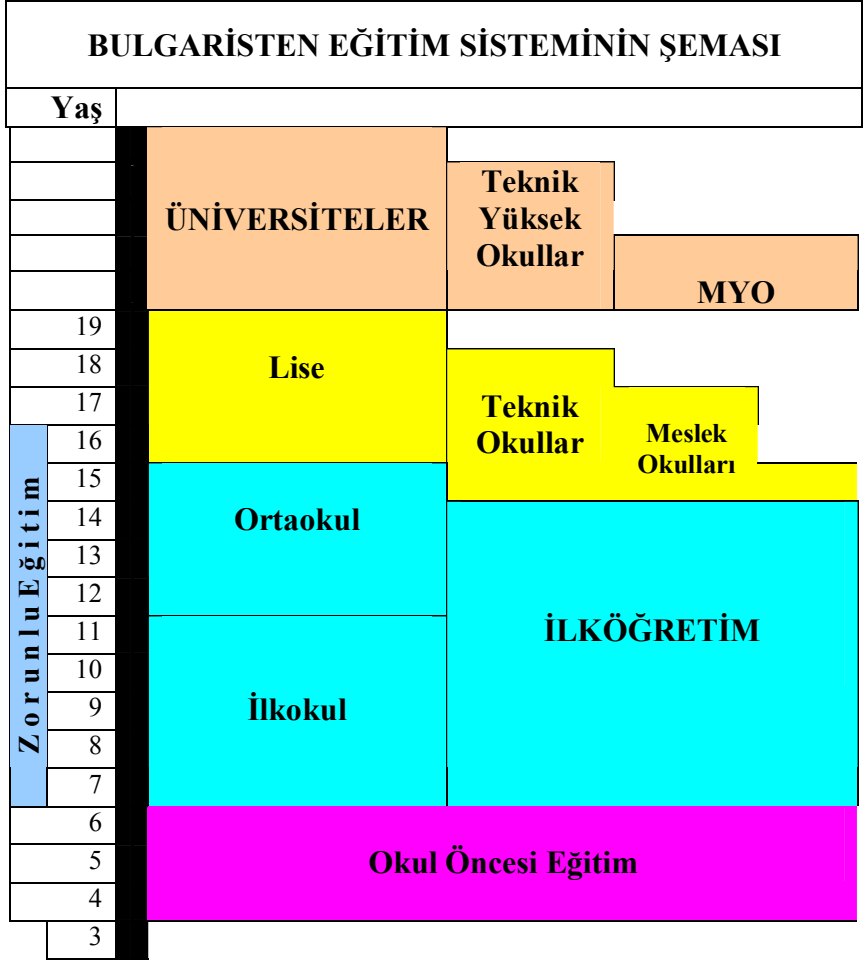 BULGARİSTEN EĞİTİM SİSTEMİNİN ŞEMASI
Yaş
ÜNİVERSİTELER
Teknik
Yüksek
Okullar
MYO
19
18
17
16
15
14
13
12
11
10
9
8
7
6
5
4
3
Zorunlu Eğitim
Lise
Teknik
Okullar
Meslek
Okulları
Ortaokul
İlkokul
İLKÖĞRETİM
Okul Öncesi Eğitim